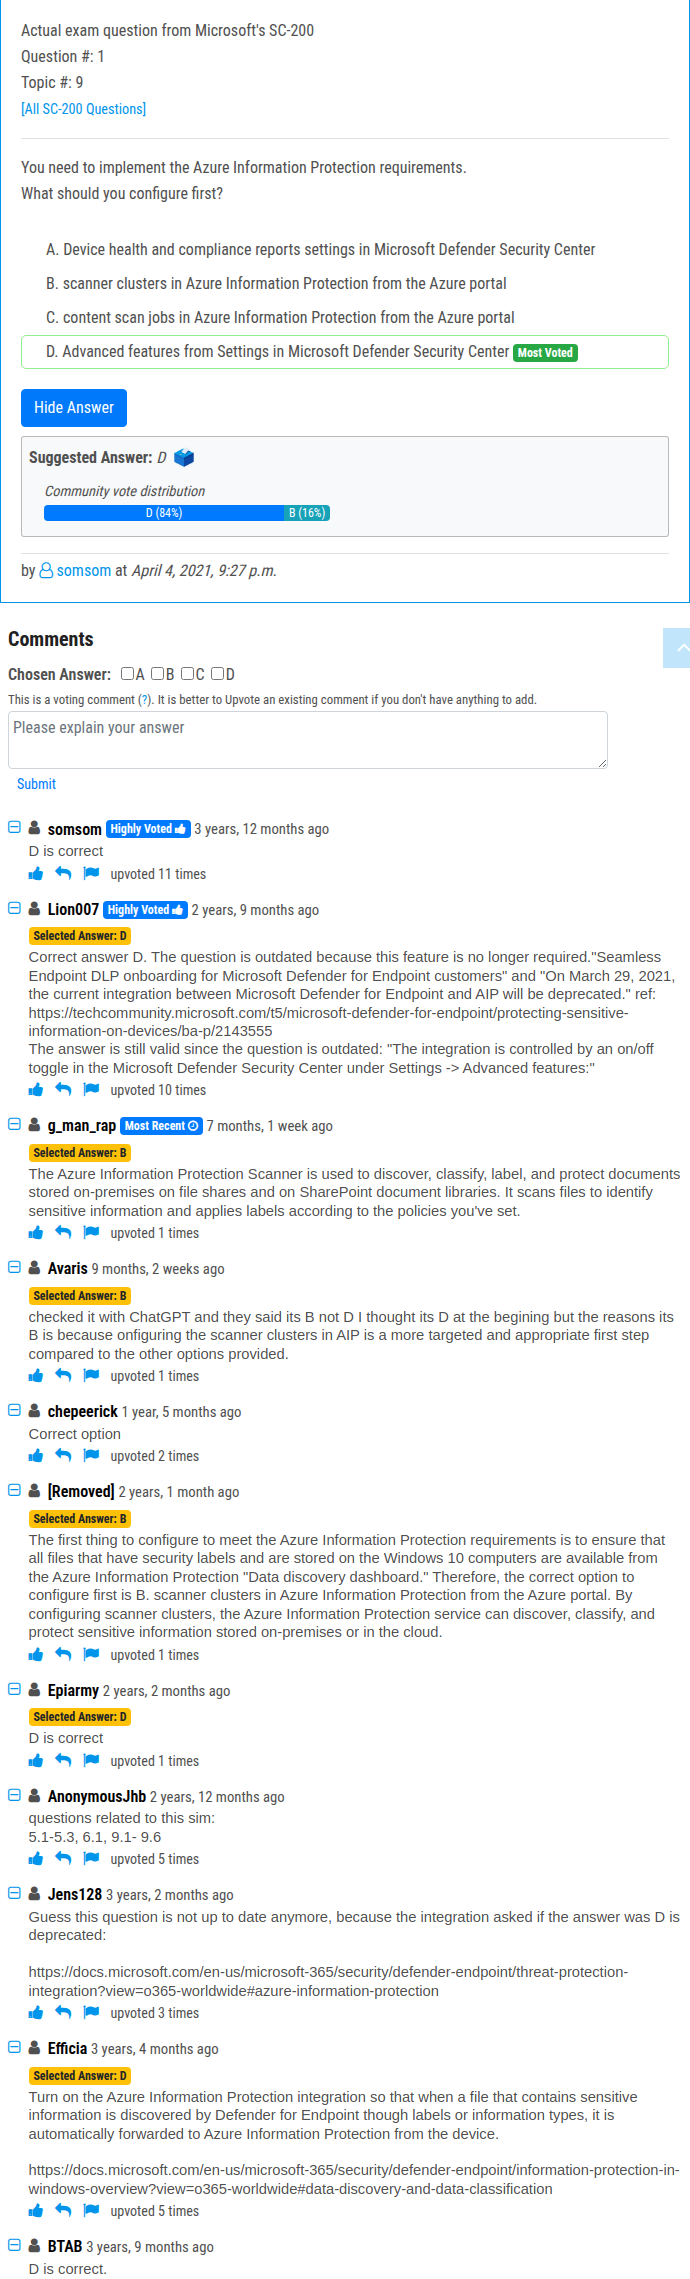 Actual exam question from Microsoft's SC-200
Question #: 1
Topic #: 9
[All SC-200 Questions]
You need to implement the Azure Information Protection requirements.
What should you configure first?
A. Device health and compliance reports settings in Microsoft Defender Security Center
B. scanner clusters in Azure Information Protection from the Azure portal
C. content scan jobs in Azure Information Protection from the Azure portal
D. Advanced features from Settings in Microsoft Defender Security Center Most Voted
Hide Answer
Suggested Answer: D
Community vote distribution
D (84%) B (16%)
by somsom at April 4, 2021, 9:27 p.m.
Comments
Chosen Answer: A B C D
This is a voting comment (?). It is better to Upvote an existing comment if you don't have anything to add.
Please explain your answer
Submit
somsom Highly Voted 3 years, 12 months ago
D is correct
upvoted 11 times
Lion007 Highly Voted 2 years, 9 months ago
Selected Answer: D
Correct answer D. The question is outdated because this feature is no longer required."Seamless
Endpoint DLP onboarding for Microsoft Defender for Endpoint customers" and "On March 29, 2021,
the current integration between Microsoft Defender for Endpoint and AIP will be deprecated." ref:
https://techcommunity.microsoft.com/t5/microsoft-defender-for-endpoint/protecting-sensitive-
information-on-devices/ba-p/2143555
The answer is still valid since the question is outdated: "The integration is controlled by an on/off
toggle in the Microsoft Defender Security Center under Settings -> Advanced features:"
upvoted 10 times
g_man_rap Most Recent 7 months, 1 week ago
Selected Answer: B
The Azure Information Protection Scanner is used to discover, classify, label, and protect documents
stored on-premises on file shares and on SharePoint document libraries. It scans files to identify
sensitive information and applies labels according to the policies you've set.
upvoted 1 times
Avaris 9 months, 2 weeks ago
Selected Answer: B
checked it with ChatGPT and they said its B not D I thought its D at the begining but the reasons its
B is because onfiguring the scanner clusters in AIP is a more targeted and appropriate first step
compared to the other options provided.
upvoted 1 times
chepeerick 1 year, 5 months ago
Correct option
upvoted 2 times
[Removed] 2 years, 1 month ago
Selected Answer: B
The first thing to configure to meet the Azure Information Protection requirements is to ensure that
all files that have security labels and are stored on the Windows 10 computers are available from
the Azure Information Protection "Data discovery dashboard." Therefore, the correct option to
configure first is B. scanner clusters in Azure Information Protection from the Azure portal. By
configuring scanner clusters, the Azure Information Protection service can discover, classify, and
protect sensitive information stored on-premises or in the cloud.
upvoted 1 times
Epiarmy 2 years, 2 months ago
Selected Answer: D
D is correct
upvoted 1 times
AnonymousJhb 2 years, 12 months ago
questions related to this sim:
5.1-5.3, 6.1, 9.1- 9.6
upvoted 5 times
Jens128 3 years, 2 months ago
Guess this question is not up to date anymore, because the integration asked if the answer was D is
deprecated:
https://docs.microsoft.com/en-us/microsoft-365/security/defender-endpoint/threat-protection-
integration?view=o365-worldwide#azure-information-protection
upvoted 3 times
Efficia 3 years, 4 months ago
Selected Answer: D
Turn on the Azure Information Protection integration so that when a file that contains sensitive
information is discovered by Defender for Endpoint though labels or information types, it is
automatically forwarded to Azure Information Protection from the device.
https://docs.microsoft.com/en-us/microsoft-365/security/defender-endpoint/information-protection-in-
windows-overview?view=o365-worldwide#data-discovery-and-data-classification
upvoted 5 times
BTAB 3 years, 9 months ago
D is correct.